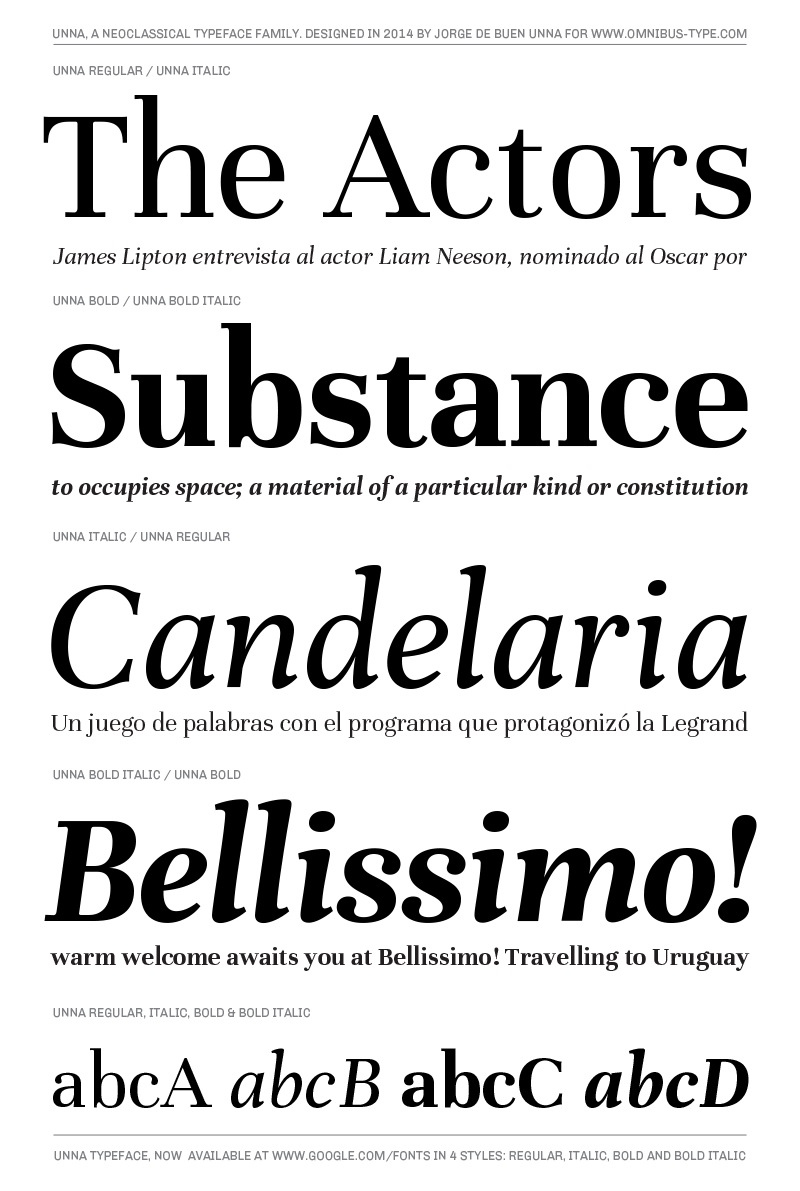 UNNA, A NEOCLASSICAL TYPEFACE FAMILY. DESIGNED IN 2014 BY JORGE DE BUEN UNNA FOR WWW.OMNIBUS-TYPE.COM
UNNA REGULAR / UNNA ITALIC
The Actors
James Lipton entrevista al actor Liam Neeson, nominado al Oscar por
UNNA BOLD / UNNA BOLD ITALIC
Substance
to occupies space; a material of a particular kind or constitution
UNNA ITALIC / UNNA REGULAR
Candelaria
Un juego de palabras con el programa que protagonizó la Legrand
UNNA BOLD ITALIC / UNNA BOLD
Bellissimo!
warm welcome awaits you at Bellissimo! Travelling to Uruguay
UNNA REGULAR, ITALIC, BOLD & BOLD ITALIC
abcA abcB abcC abcD
UNNA TYPEFACE, NOW AVAILABLE AT WWW.GOOGLE.COM/FONTS IN 4 STYLES: REGULAR, ITALIC, BOLD AND BOLD ITALIC